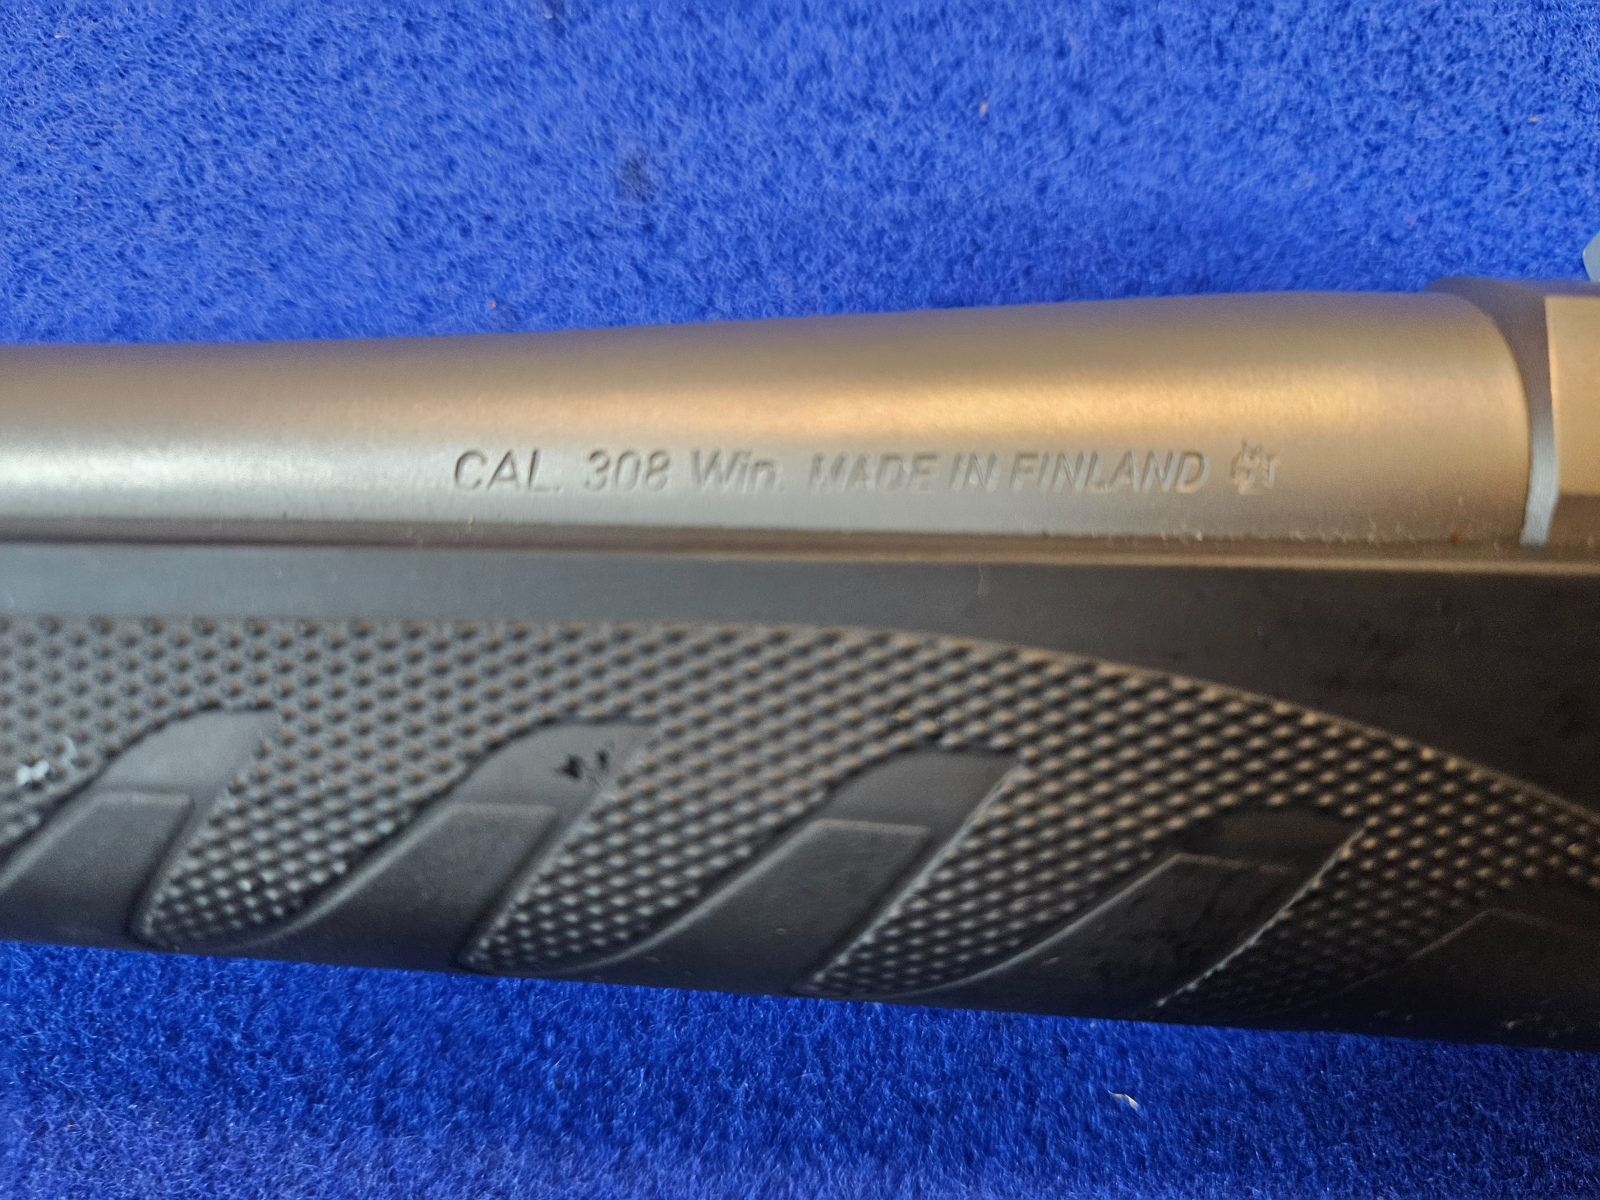 CAL. 308 Win. MADE IN FINLAND